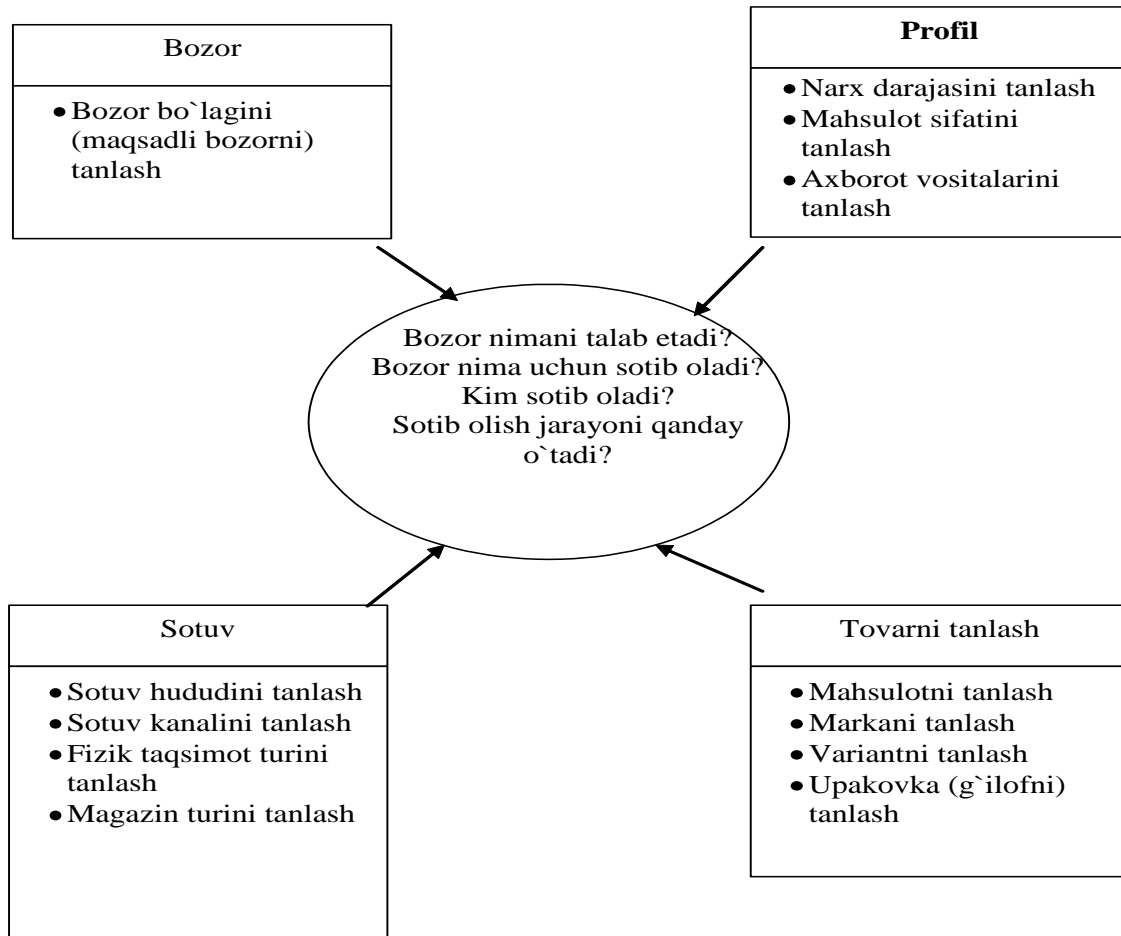 Bozor
• Bozor bo`lagini
(maqsadli bozorni)
tanlash
Profil
• Narx darajasini tanlash
• Mahsulot sifatini
tanlash
• Axborot vositalarini
tanlash
Bozor nimani talab etadi?
Bozor nima uchun sotib oladi?
Kim sotib oladi?
Sotib olish jarayoni qanday
o`tadi?
Sotuv
• Sotuv hududini tanlash
• Sotuv kanalini tanlash
• Fizik taqsimot turini
tanlash
• Magazin turini tanlash
Tovarni tanlash
• Mahsulotni tanlash
• Markani tanlash
• Variantni tanlash
• Upakovka (g`ilofni)
tanlash